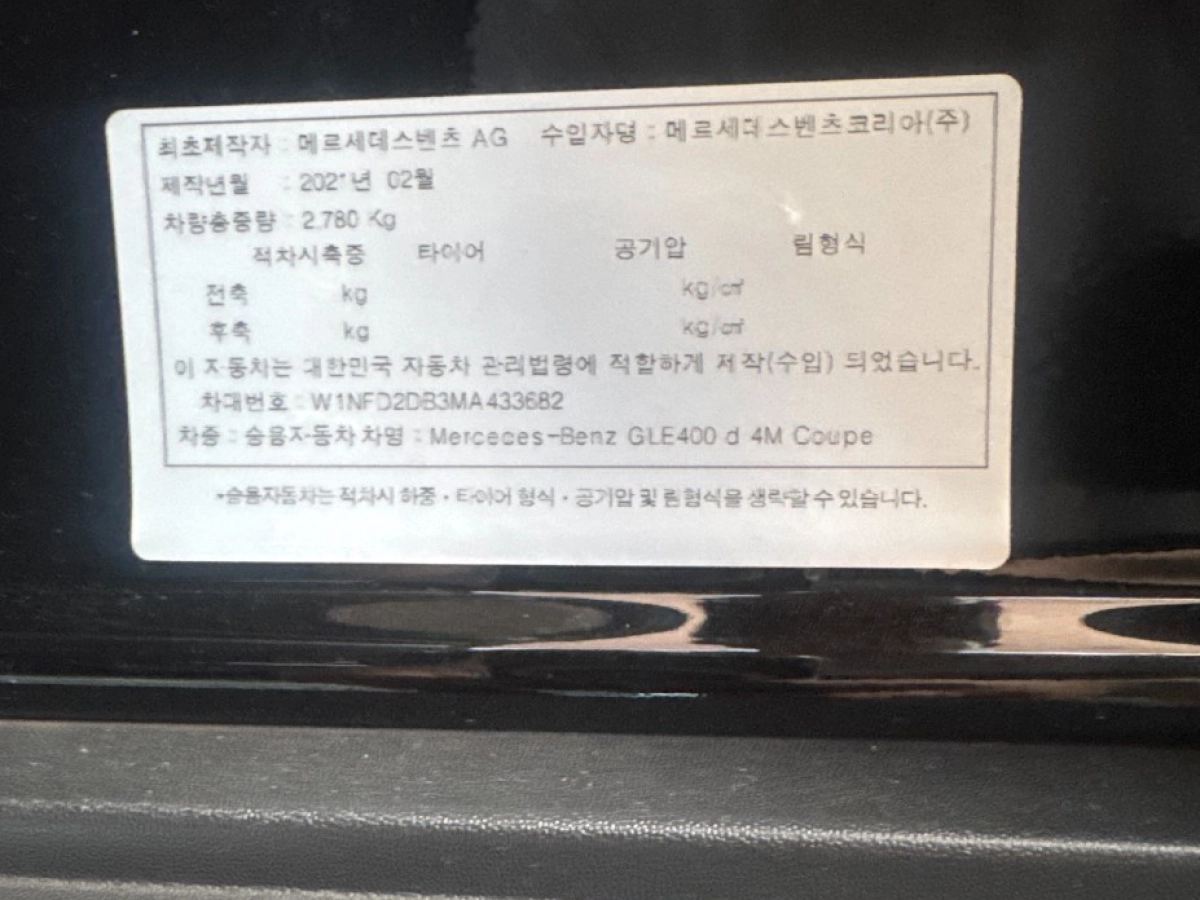 최초제작자 : 메르세데스벤츠 AG 수입자명 : 메르세데스벤츠코리아(주)
제작년월 : 2021년 02월
차량총중량 : 2.780 Kg
적차시축중 타이어 공기압 림형식
전축 kg kg/㎠
후축 kg kg/㎠
이 자동차는 대한민국 자동차 관리법령에 적합하게 제작(수입) 되었습니다.
차대번호 : W1NFD2DB3MA433682
차종 : 승용자동차 차명 : Mercedes-Benz GLE400 d 4M Coupe
*승용자동차는 적차시 하중·타이어 형식·공기압 및 림형식을 생략할 수 있습니다.